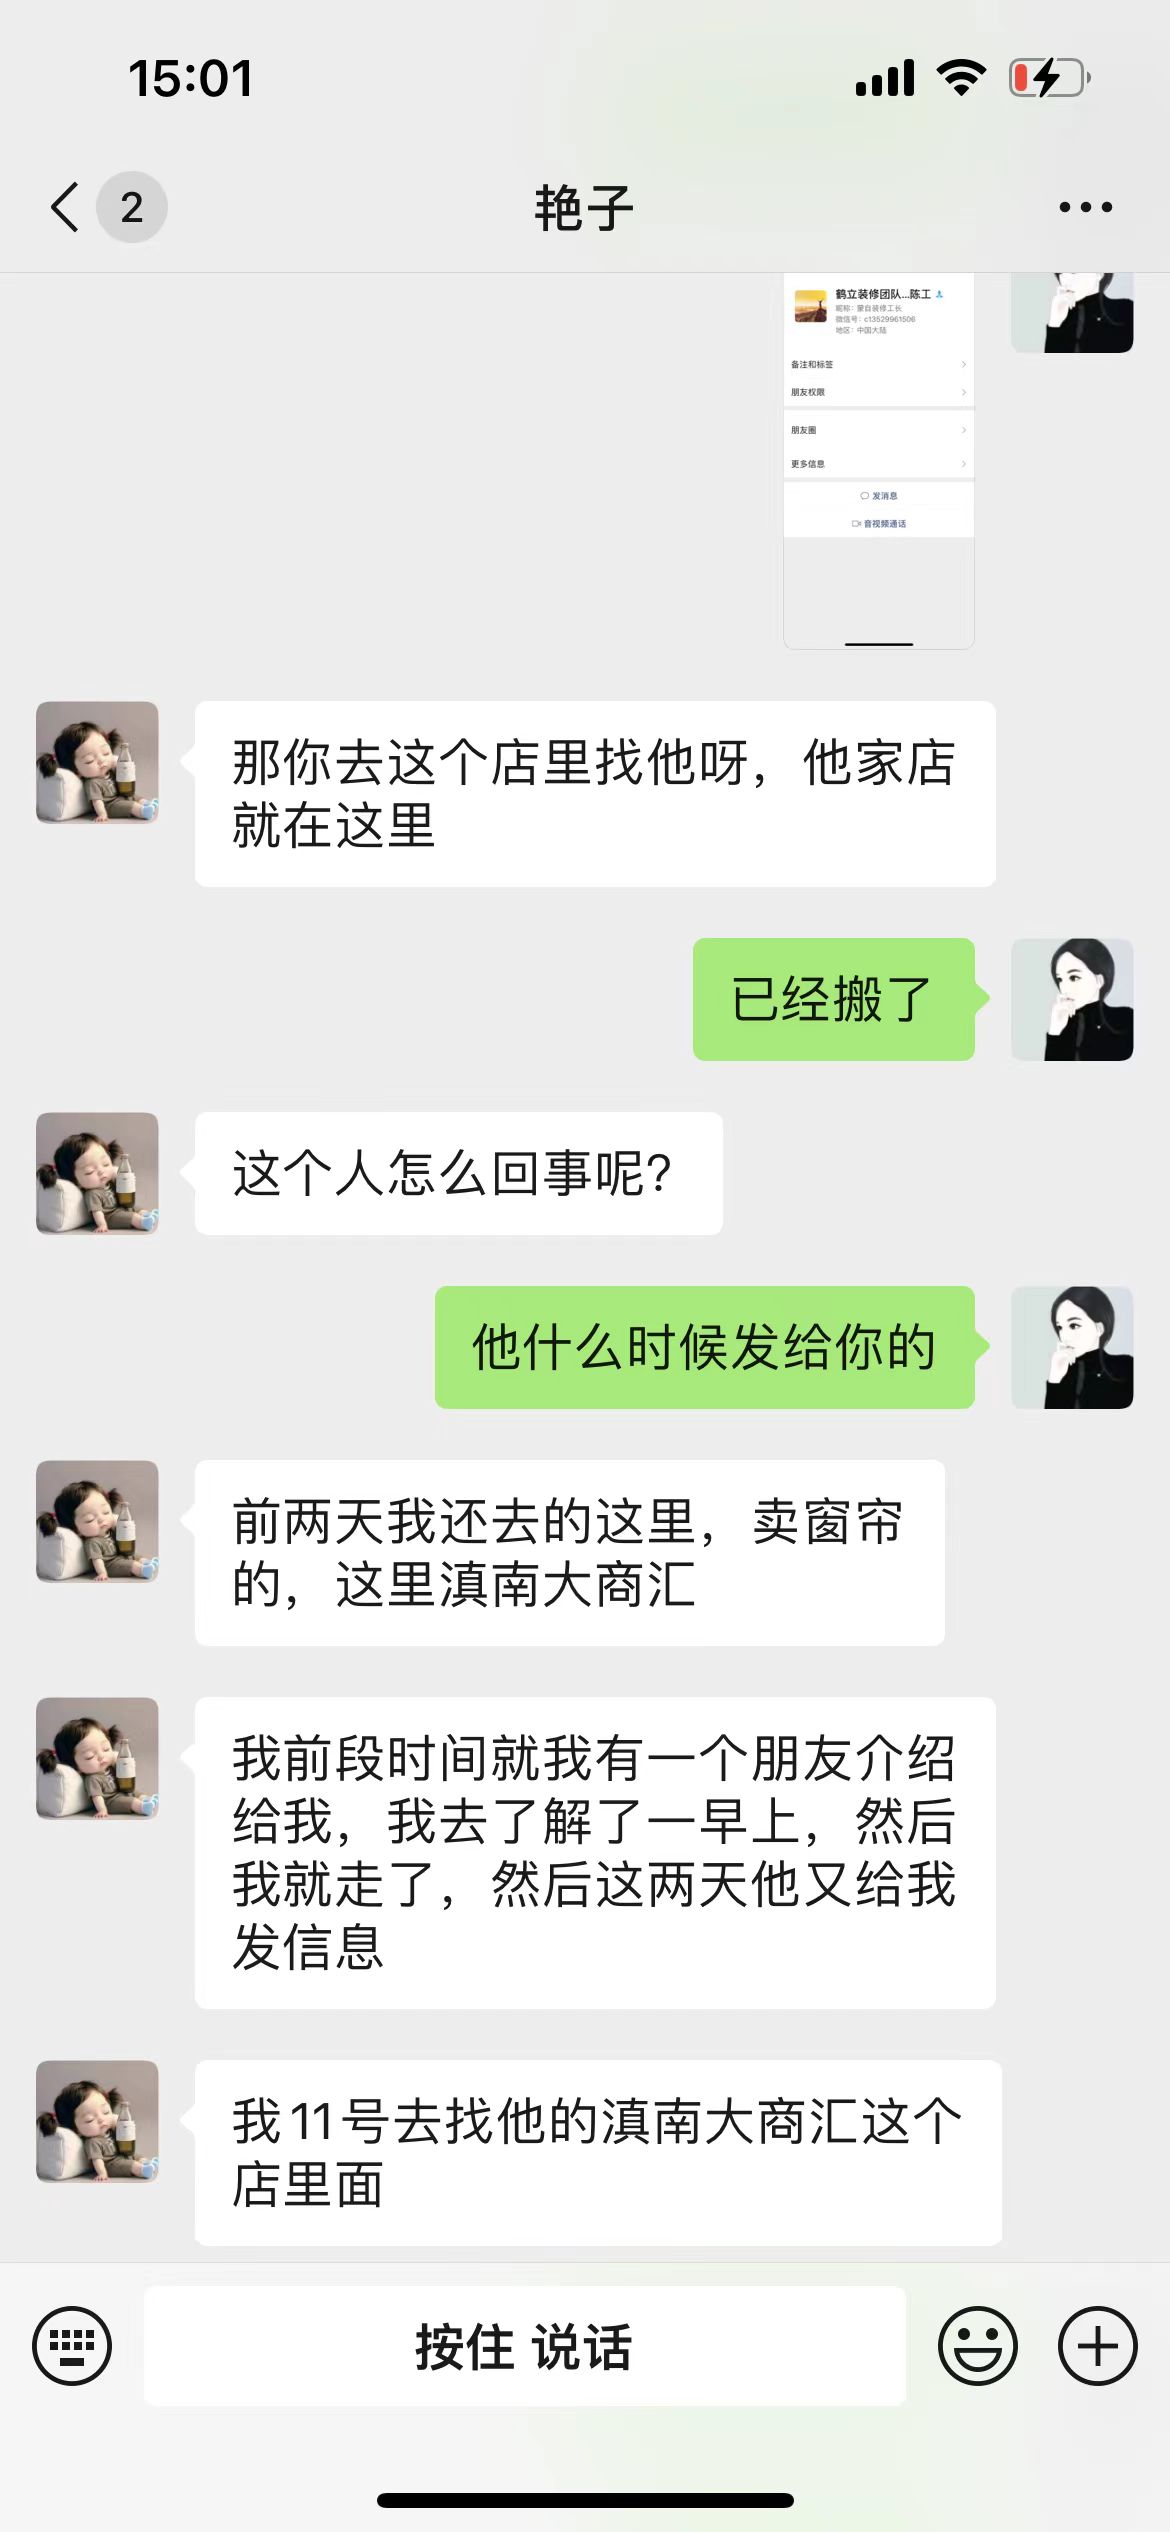 15:01
2
艳子
鹤立装修团队...陈工
昵称：蒙自装修工长
微信号：c13529961506
地区：中国大陆
备注和标签
朋友权限
朋友圈
更多信息
发消息
音视频通话
那你去这个店里找他呀，他家店
就在这里
已经搬了
这个人怎么回事呢？
他什么时候发给你的
前两天我还去的这里，卖窗帘
的，这里滇南大商汇
我前段时间就我有一个朋友介绍
给我，我去了解了一早上，然后
我就走了，然后这两天他又给我
发信息
我11号去找他的滇南大商汇这个
店里面
按住 说话